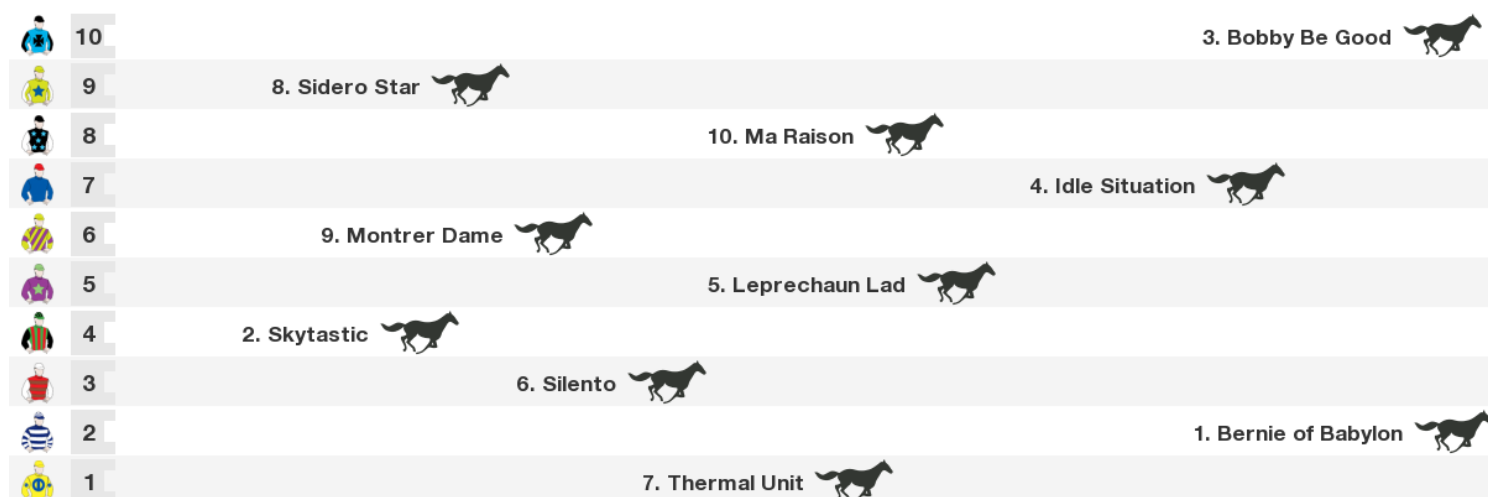 10 3. Bobby Be Good
9 8. Sidero Star
8 10. Ma Raison
7 4. Idle Situation
6 9. Montrer Dame
5 5. Leprechaun Lad
4 2. Skytastic
3 6. Silento
2 1. Bernie of Babylon
1 7. Thermal Unit